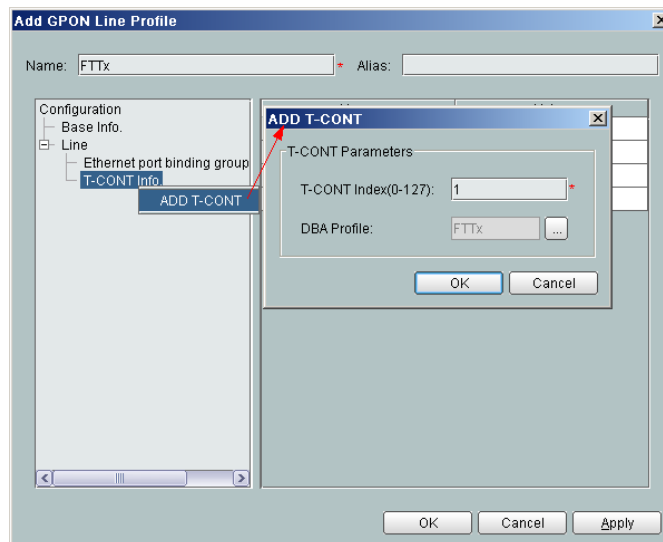 Add GPON Line Profile
Name: FTTx * Alias:
Configuration
Base Info.
Line
Ethernet port binding group
T-CONT Info.
ADD T-CONT
ADD T-CONT
T-CONT Parameters
T-CONT Index(0-127): 1 *
DBA Profile: FTTx ...
OK Cancel
OK Cancel Apply